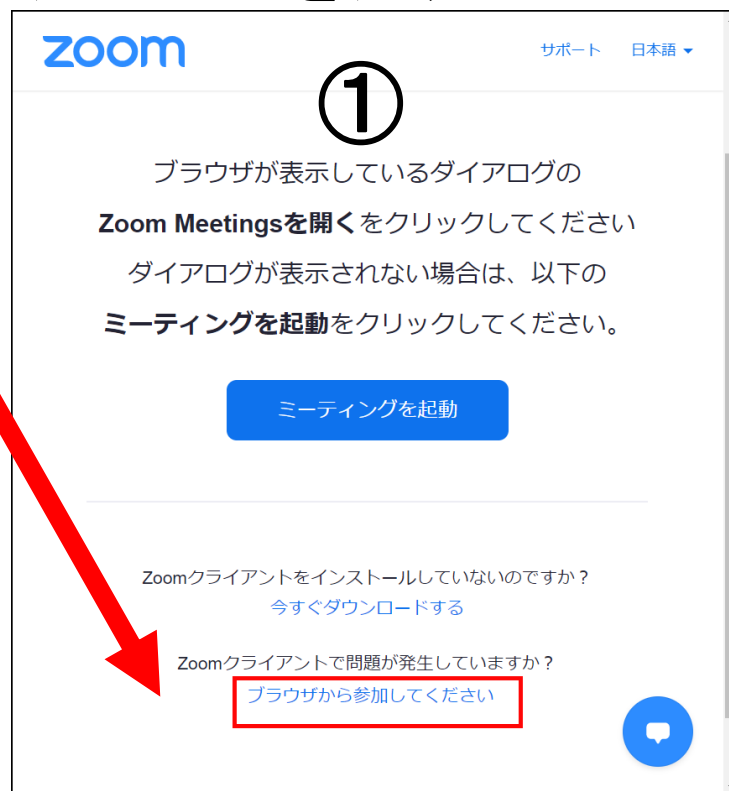 zoom
サポート 日本語
①
ブラウザが表示しているダイアログの
Zoom Meetingsを開くをクリックしてください
ダイアログが表示されない場合は、以下の
ミーティングを起動をクリックしてください。
ミーティングを起動
Zoomクライアントをインストールしていないのですか？
今すぐダウンロードする
Zoomクライアントで問題が発生していますか？
ブラウザから参加してください